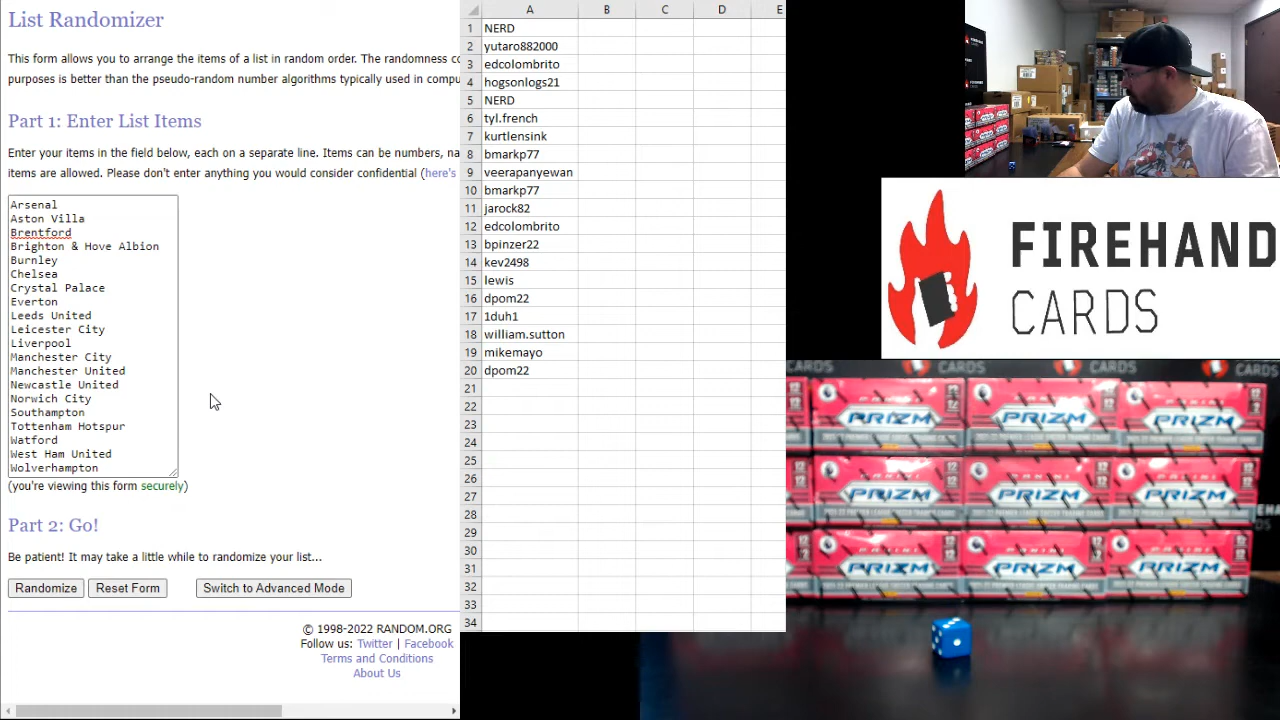 List Randomizer
This form allows you to arrange the items of a list in random order. The randomness co
purposes is better than the pseudo-random number algorithms typically used in compu
Part 1: Enter List Items
Enter your items in the field below, each on a separate line. Items can be numbers, na
items are allowed. Please don't enter anything you would consider confidential (here's
Arsenal
Aston Villa
Brentford
Brighton & Hove Albion
Burnley
Chelsea
Crystal Palace
Everton
Leeds United
Leicester City
Liverpool
Manchester City
Manchester United
Newcastle United
Norwich City
Southampton
Tottenham Hotspur
Watford
West Ham United
Wolverhampton
(you're viewing this form securely)
Part 2: Go!
Be patient! It may take a little while to randomize your list...
Randomize Reset Form Switch to Advanced Mode
© 1998-2022 RANDOM.ORG
Follow us: Twitter | Facebook
Terms and Conditions
About Us
A B C D E
1 NERD
2 yutaro882000
3 edcolombrito
4 hogsonlogs21
5 NERD
6 tyl.french
7 kurtlensink
8 bmarkp77
9 veerapanyewan
10 bmarkp77
11 jarock82
12 edcolombrito
13 bpinzer22
14 kev2498
15 lewis
16 dpom22
17 1duh1
18 william.sutton
19 mikemayo
20 dpom22
21
22
23
24
25
26
27
28
29
30
31
32
33
34
FIREHAND
CARDS
CARDS CARDS CARDS
PRIZM PRIZM PRIZM
PRIZM PRIZM PRIZM
PRIZM PRIZM PRIZM